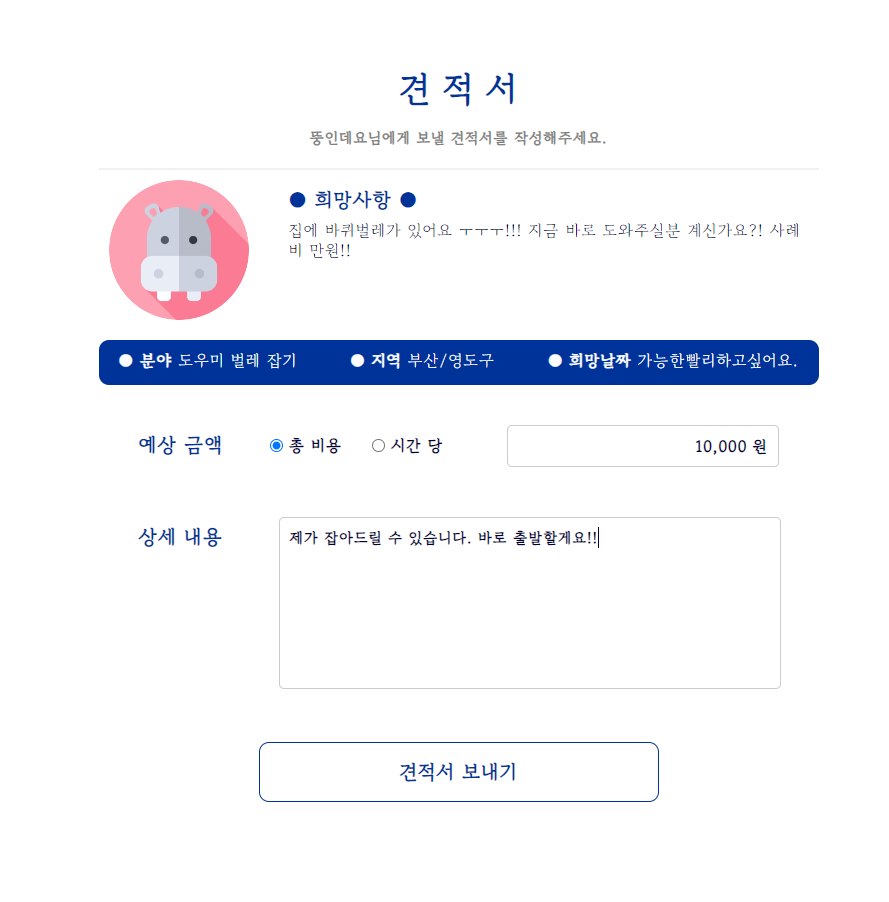 견 적 서
뚱인데요님에게 보낼 견적서를 작성해주세요.
● 희망사항 ●
집에 바퀴벌레가 있어요 ㅜㅜㅜ!!! 지금 바로 도와주실분 계신가요?! 사례
비 만원!!
● 분야 도우미 벌레 잡기 ● 지역 부산/영도구 ● 희망날짜 가능한빨리하고싶어요.
예상 금액 총 비용 시간 당 10,000 원
상세 내용 제가 잡아드릴 수 있습니다. 바로 출발할게요!!
견적서 보내기